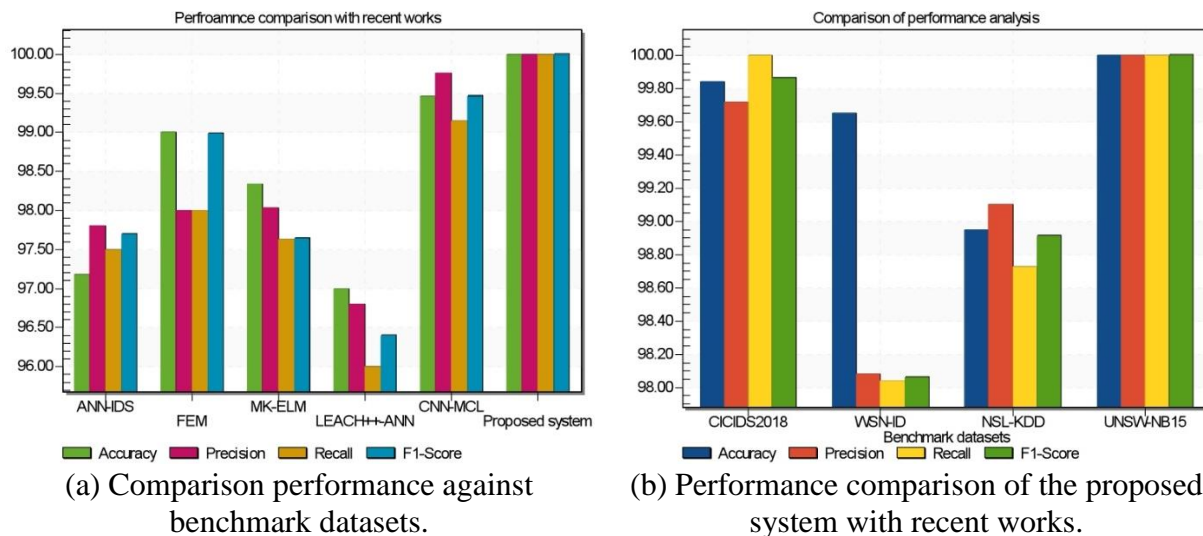 Perfroamnce comparison with recent works
100.00
99.50
99.00
98.50
98.00
97.50
97.00
96.50
96.00
ANN-IDS
FEM
MK-ELM
LEACH++-ANN
CNN-MCL
Proposed system
Accuracy Precision Recall F1-Score
(a) Comparison performance against
benchmark datasets.
Comparison of performance analysis
100.00
99.80
99.60
99.40
99.20
99.00
98.80
98.60
98.40
98.20
98.00
CICIDS2018 WSN-ID NSL-KDD UNSW-NB15
Benchmark datasets
Accuracy Precision Recall F1-Score
(b) Performance comparison of the proposed
system with recent works.